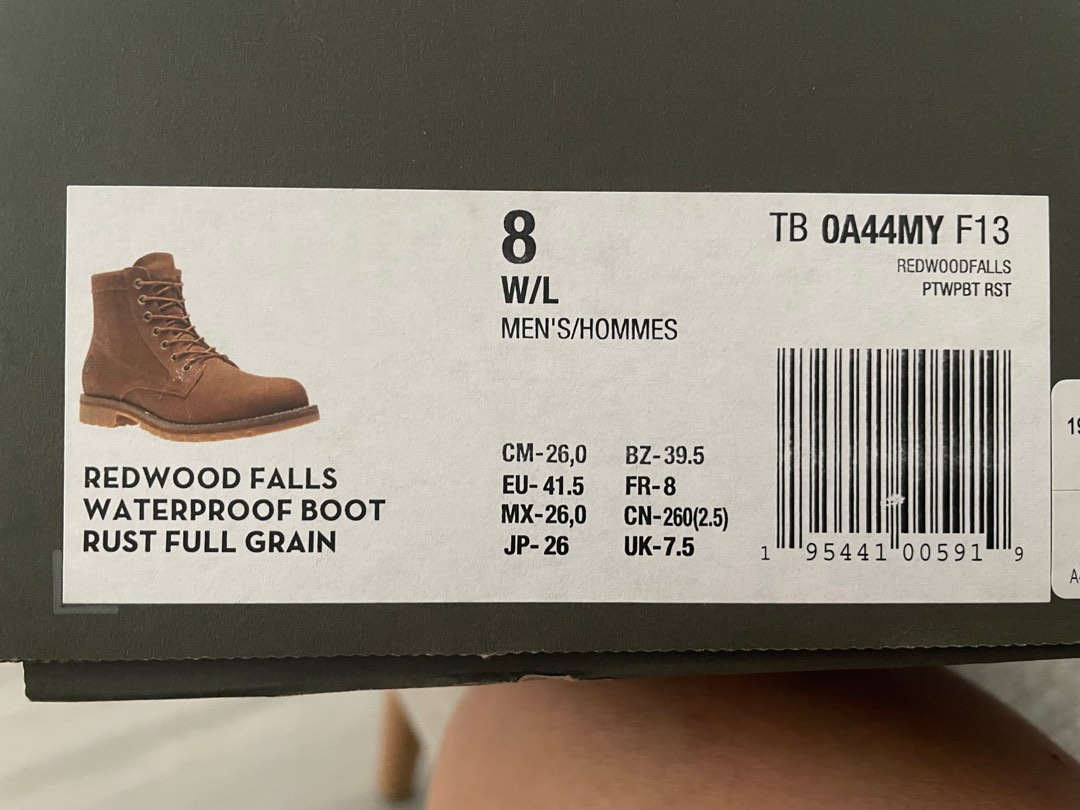 8
W/L
MEN'S/HOMMES
TB 0A44MY F13
REDWOODFALLS
PTWPBT RST
REDWOOD FALLS
WATERPROOF BOOT
RUST FULL GRAIN
CM-26,0 BZ-39.5
EU-41.5 FR-8
MX-26,0 CN-260(2.5)
JP-26 UK-7.5
1 95441 00591 9